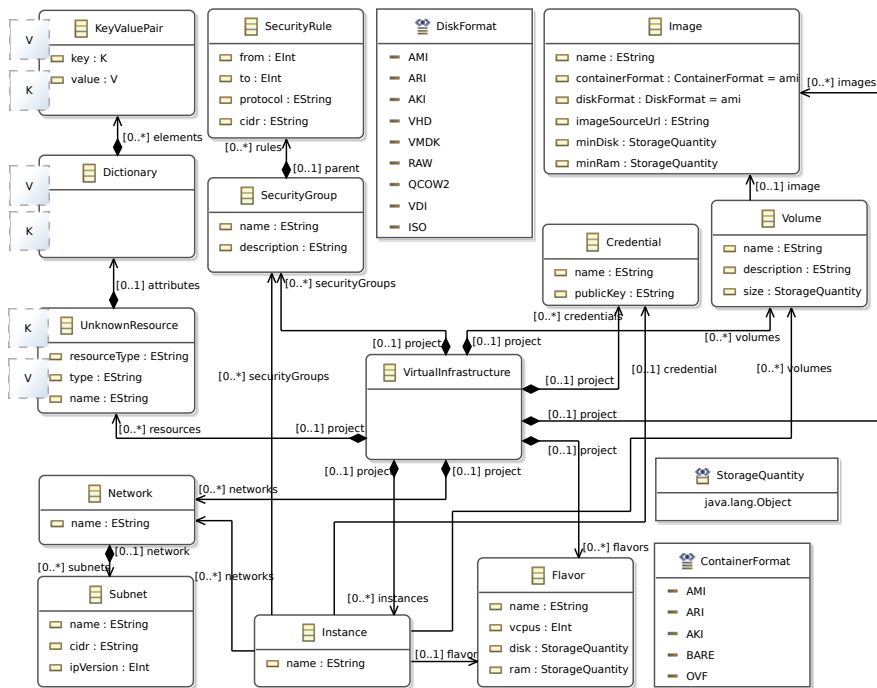 V
K
KeyValuePair
key : K
value : V
[0..*] elements
V
K
Dictionary
[0..1] attributes
K
V
UnknownResource
resourceType : EString
type : EString
name : EString
[0..*] resources
SecurityRule
from : EInt
to : EInt
protocol : EString
cidr : EString
[0..*] rules
[0..1] parent
SecurityGroup
name : EString
description : EString
[0..*] securityGroups
[0..*] securityGroups
DiskFormat
AMI
ARI
AKI
VHD
VMDK
RAW
QCOW2
VDI
ISO
Image
name : EString
containerFormat : ContainerFormat = ami
diskFormat : DiskFormat = ami
imageSourceUrl : EString
minDisk : StorageQuantity
minRam : StorageQuantity
[0..*] images
[0..1] image
Credential
name : EString
publicKey : EString
[0..*] credentials
[0..1] credential
Volume
name : EString
description : EString
size : StorageQuantity
[0..*] volumes
[0..*] volumes
VirtualInfrastructure
[0..1] project
[0..1] project
[0..1] project
[0..1] project
[0..1] project
[0..1] project
[0..1] project
[0..1] project
Network
name : EString
[0..*] networks
[0..1] network
[0..*] subnets
[0..*] networks
Subnet
name : EString
cidr : EString
ipVersion : EInt
[0..*] instances
Instance
name : EString
[0..1] flavor
[0..*] flavors
Flavor
name : EString
vcpus : EInt
disk : StorageQuantity
ram : StorageQuantity
StorageQuantity
java.lang.Object
ContainerFormat
AMI
ARI
AKI
BARE
OVF